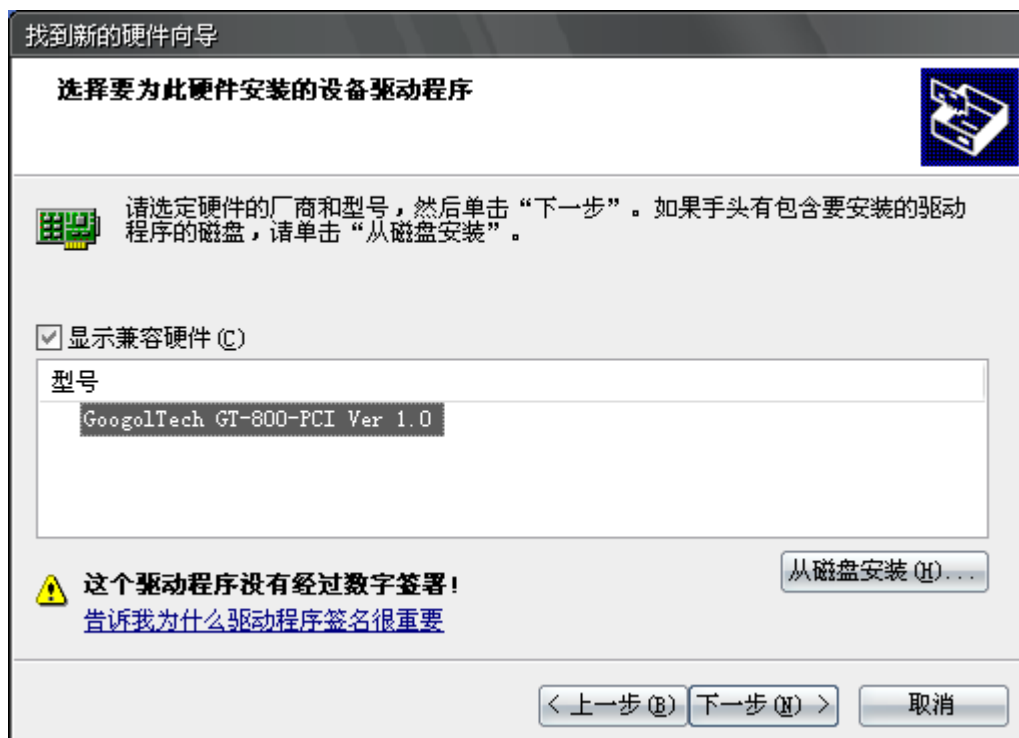 找到新的硬件向导
选择要为此硬件安装的设备驱动程序
请选定硬件的厂商和型号，然后单击“下一步”。如果手头有包含要安装的驱动
程序的磁盘，请单击“从磁盘安装”。
显示兼容硬件(C)
型号
GoogolTech GT-800-PCI Ver 1.0
这个驱动程序没有经过数字签署!
告诉我为什么驱动程序签名很重要
从磁盘安装(H)...
< 上一步(B) 下一步(N) > 取消